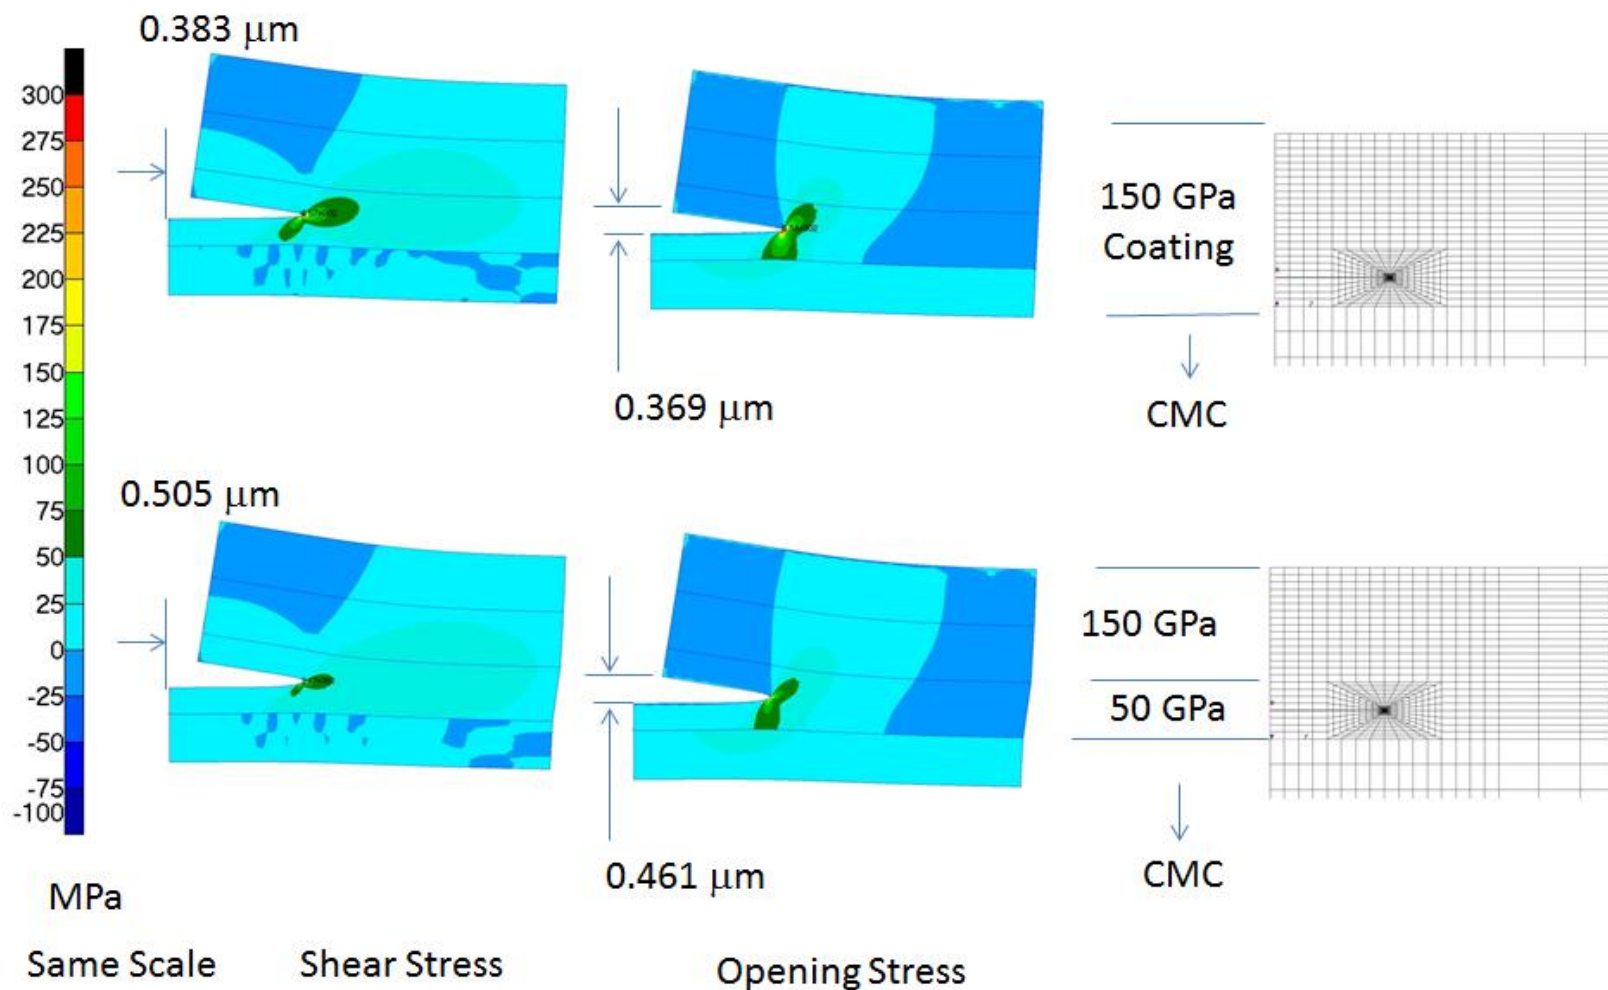 0.383 μm
300
275
250
225
200
175
150
125
100
75
50
25
0
-25
-50
-75
-100
0.369 μm
150 GPa
Coating
CMC
0.505 μm
0.461 μm
150 GPa
50 GPa
CMC
MPa
Same Scale
Shear Stress
Opening Stress